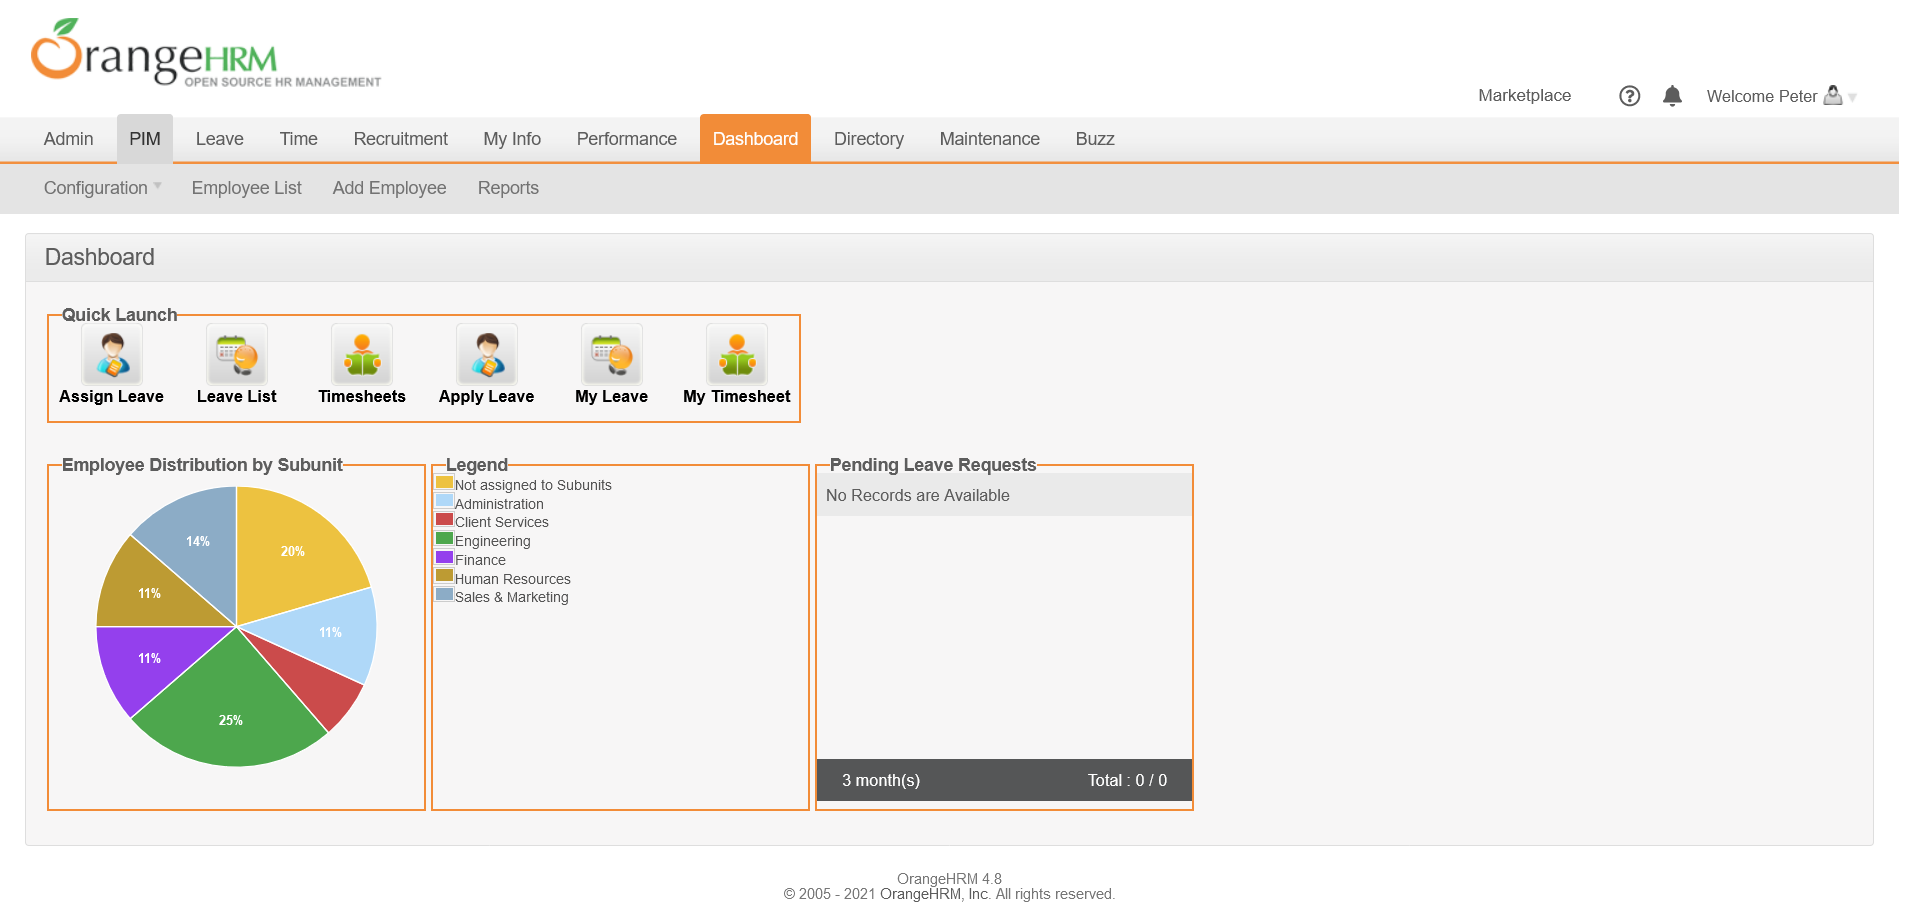 OrangeHRM
OPEN SOURCE HR MANAGEMENT
Marketplace
Welcome Peter
Admin PIM Leave Time Recruitment My Info Performance Dashboard Directory Maintenance Buzz
Configuration Employee List Add Employee Reports
Dashboard
Quick Launch
Assign Leave Leave List Timesheets Apply Leave My Leave My Timesheet
Employee Distribution by Subunit
20%
11%
25%
11%
11%
14%
Legend
Not assigned to Subunits
Administration
Client Services
Engineering
Finance
Human Resources
Sales & Marketing
Pending Leave Requests
No Records are Available
3 month(s) Total : 0 / 0
OrangeHRM 4.8
© 2005 - 2021 OrangeHRM, Inc. All rights reserved.